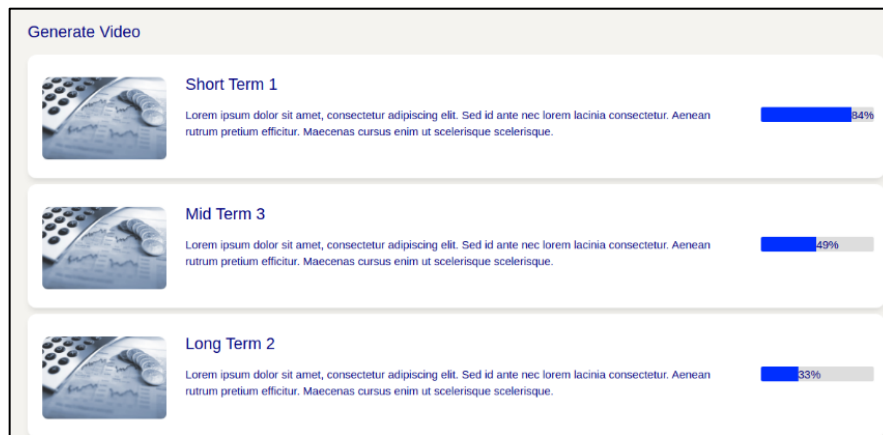 Generate Video
Short Term 1
Lorem ipsum dolor sit amet, consectetur adipiscing elit. Sed id ante nec lorem lacinia consectetur. Aenean
rutrum pretium efficitur. Maecenas cursus enim ut scelerisque scelerisque.
84%
Mid Term 3
Lorem ipsum dolor sit amet, consectetur adipiscing elit. Sed id ante nec lorem lacinia consectetur. Aenean
rutrum pretium efficitur. Maecenas cursus enim ut scelerisque scelerisque.
49%
Long Term 2
Lorem ipsum dolor sit amet, consectetur adipiscing elit. Sed id ante nec lorem lacinia consectetur. Aenean
rutrum pretium efficitur. Maecenas cursus enim ut scelerisque scelerisque.
33%